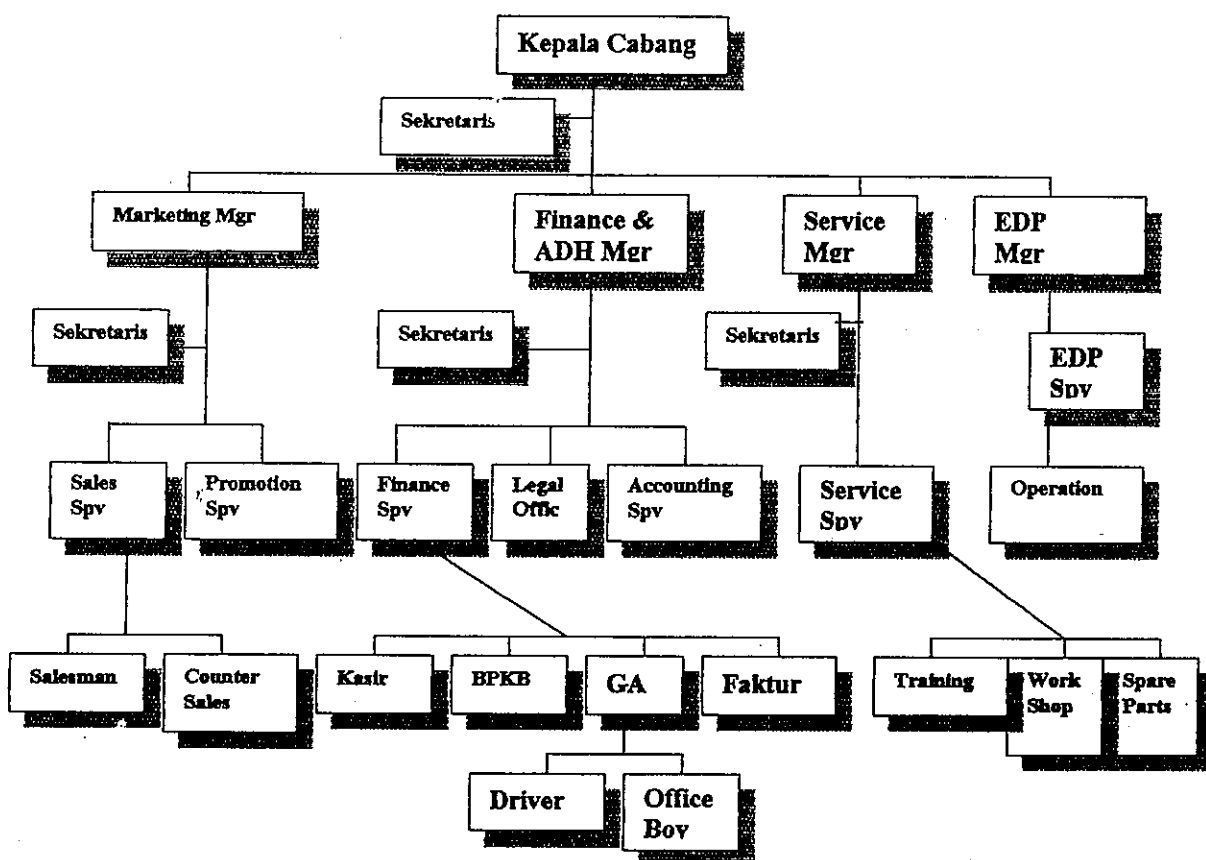 Kepala Cabang
Sekretaris
Marketing Mgr
Finance &
ADH Mgr
Service
Mgr
EDP
Mgr
Sekretaris
Sekretaris
Sekretaris
EDP
Spv
Sales
Spv
Promotion
Spv
Finance
Spv
Legal
Offic
Accounting
Spv
Service
Spv
Operation
Salesman
Counter
Sales
Kasir
BPKB
GA
Faktur
Training
Work
Shop
Spare
Parts
Driver
Office
Boy